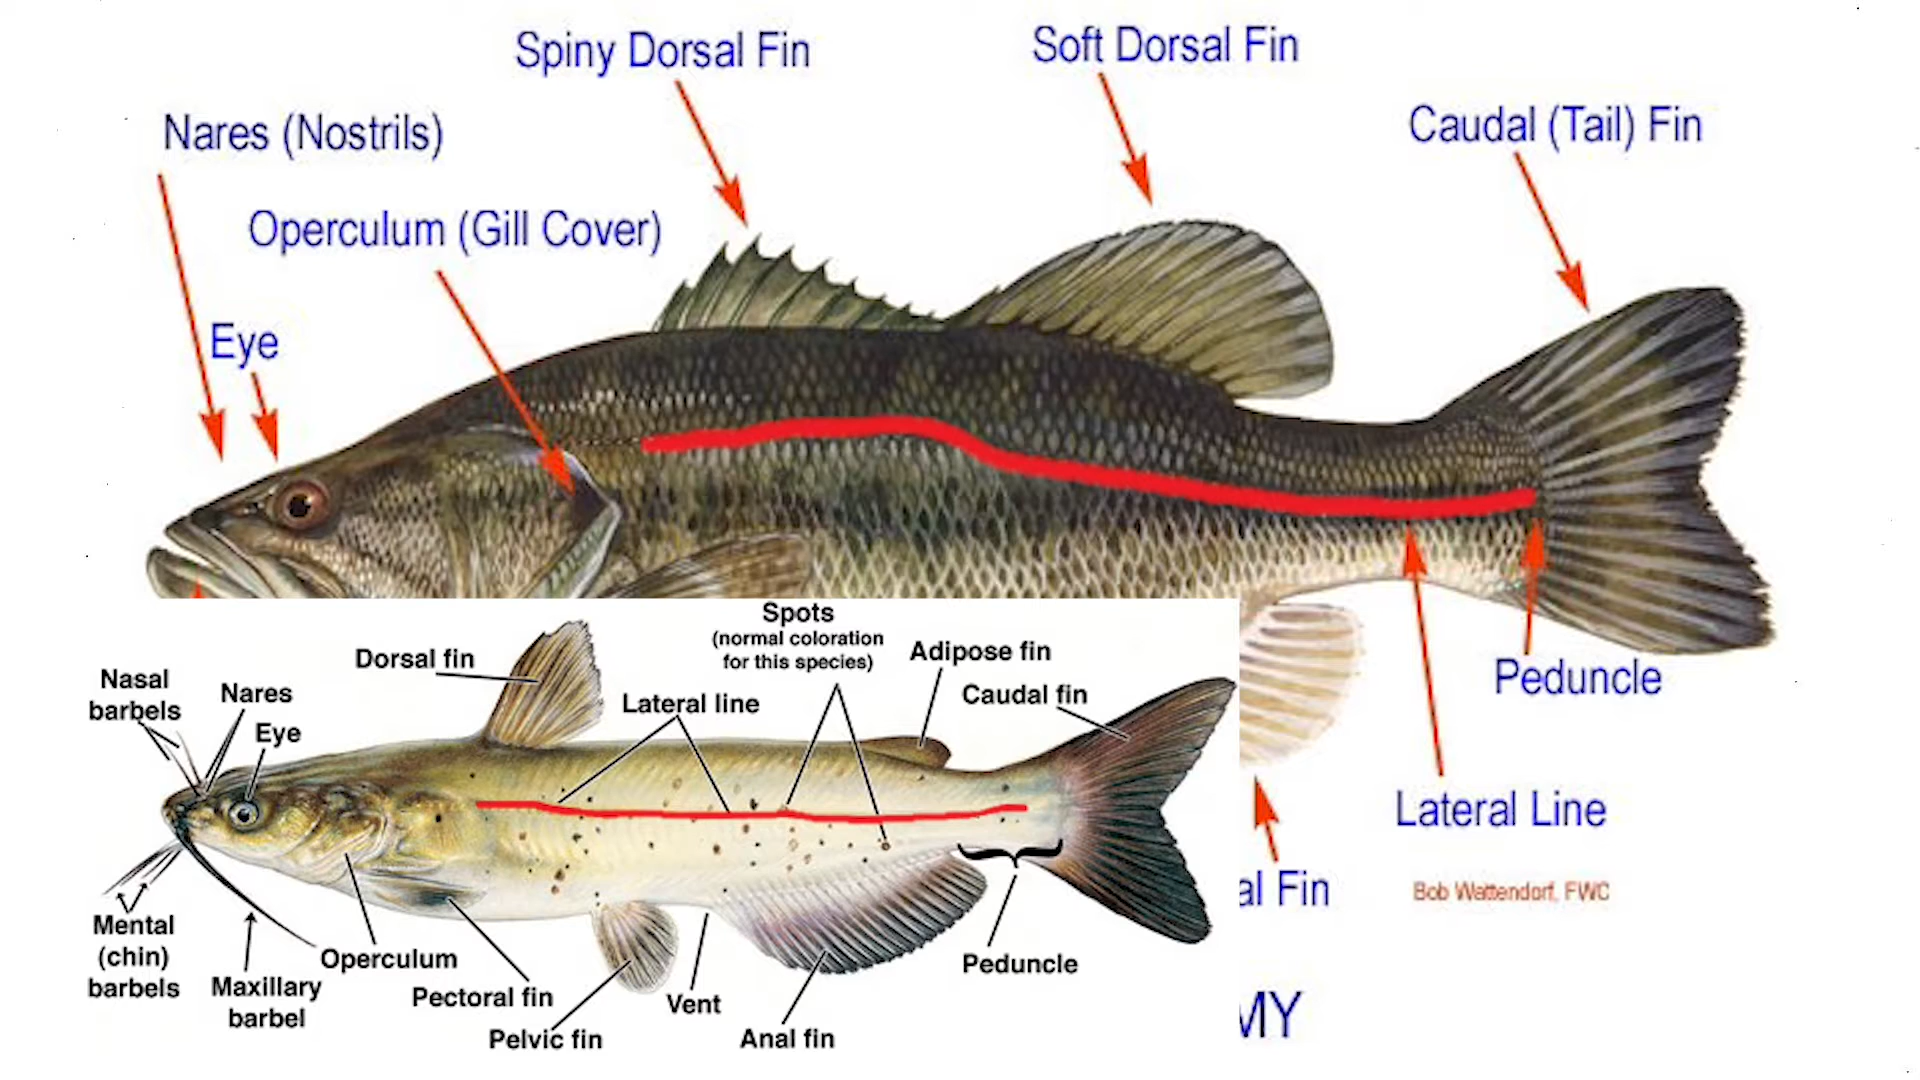 Spiny Dorsal Fin
Soft Dorsal Fin
Caudal (Tail) Fin
Nares (Nostrils)
Operculum (Gill Cover)
Eye
Peduncle
Lateral Line
al Fin
Bob Wattendorf, FWC
MY
Spots
(normal coloration
for this species)
Dorsal fin
Adipose fin
Nasal
barbels
Nares
Lateral line
Caudal fin
Eye
Mental
(chin)
barbels
Maxillary
barbel
Operculum
Pectoral fin
Pelvic fin
Vent
Anal fin
Peduncle